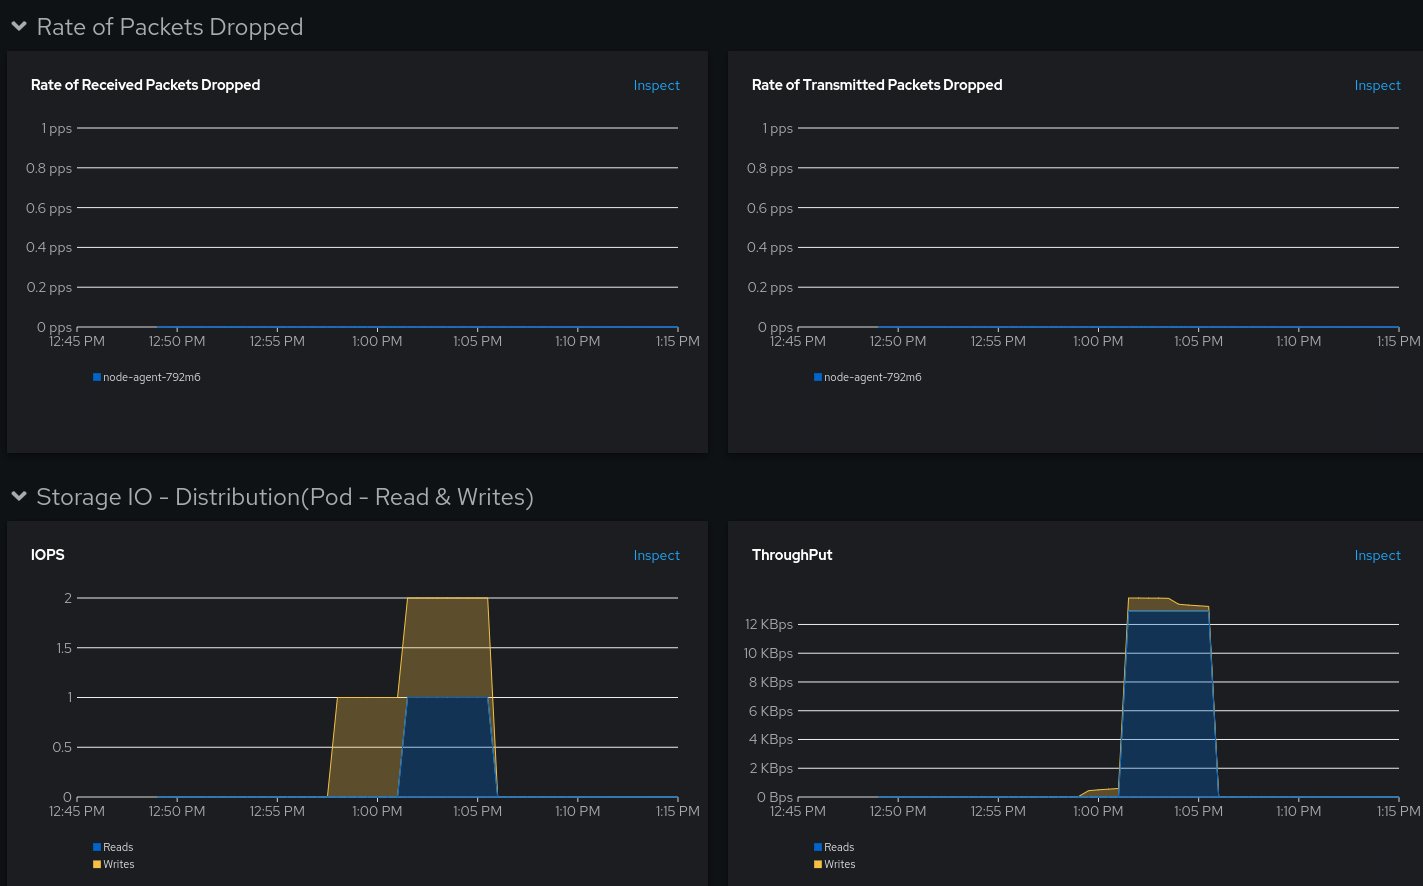 Rate of Packets Dropped
Rate of Received Packets Dropped
Inspect
1 pps
0.8 pps
0.6 pps
0.4 pps
0.2 pps
0 pps
12:45 PM 12:50 PM 12:55 PM 1:00 PM 1:05 PM 1:10 PM 1:15 PM
node-agent-792m6
Rate of Transmitted Packets Dropped
Inspect
1 pps
0.8 pps
0.6 pps
0.4 pps
0.2 pps
0 pps
12:45 PM 12:50 PM 12:55 PM 1:00 PM 1:05 PM 1:10 PM 1:15 PM
node-agent-792m6
Storage IO - Distribution(Pod - Read & Writes)
IOPS
Inspect
2
1.5
1
0.5
0
12:45 PM 12:50 PM 12:55 PM 1:00 PM 1:05 PM 1:10 PM 1:15 PM
Reads
Writes
ThroughPut
Inspect
12 KBps
10 KBps
8 KBps
6 KBps
4 KBps
2 KBps
0 Bps
12:45 PM 12:50 PM 12:55 PM 1:00 PM 1:05 PM 1:10 PM 1:15 PM
Reads
Writes